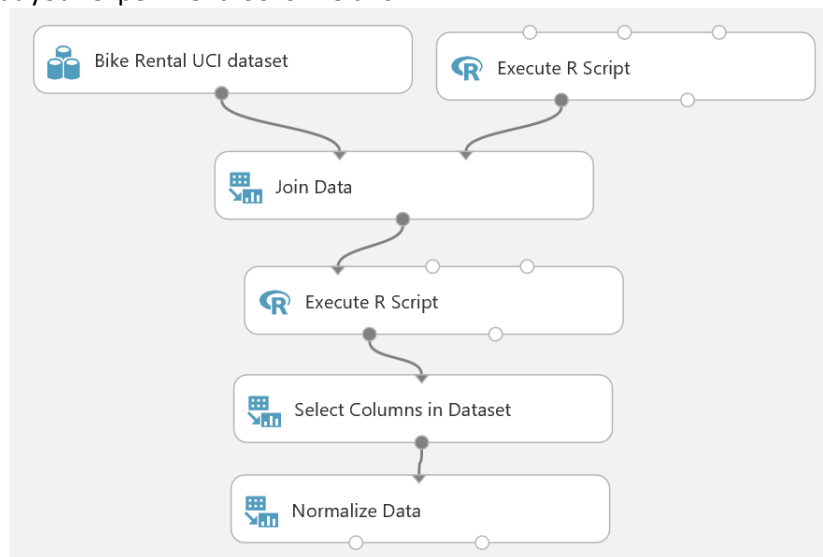 Bike Rental UCI dataset
Execute R Script
Join Data
Execute R Script
Select Columns in Dataset
Normalize Data